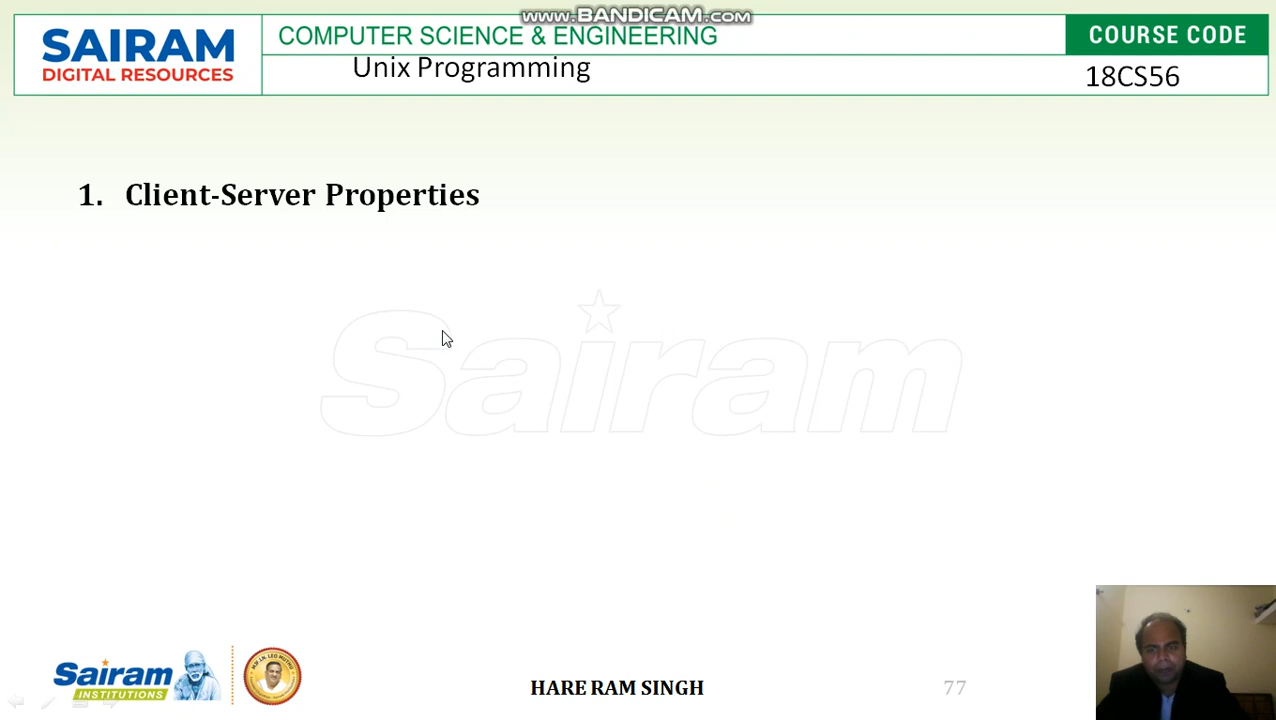 www.BANDICAM.com
SAIRAM
DIGITAL RESOURCES
COMPUTER SCIENCE & ENGINEERING
COURSE CODE
Unix Programming
18CS56
1. Client-Server Properties
Sairam
Sairam
INSTITUTIONS
HARE RAM SINGH
77